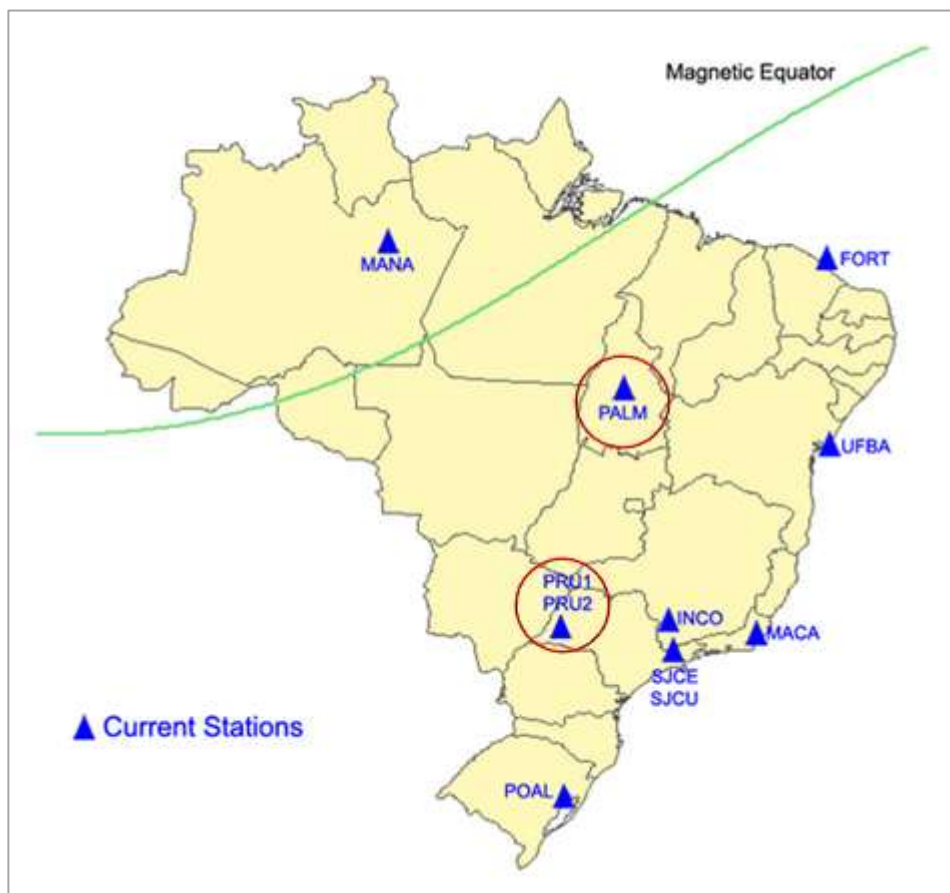 Magnetic Equator
MANA
FORT
PALM
UFBA
PRU1
PRU2
INCO
MACA
SJCE
SJCU
Current Stations
POAL